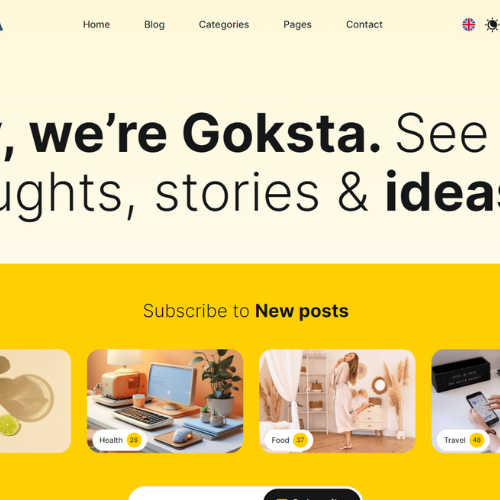 Home Blog Categories Pages Contact
, we're Goksta. See
ughts, stories & ideas
Subscribe to New posts
Health 26 Food 37 Travel 48